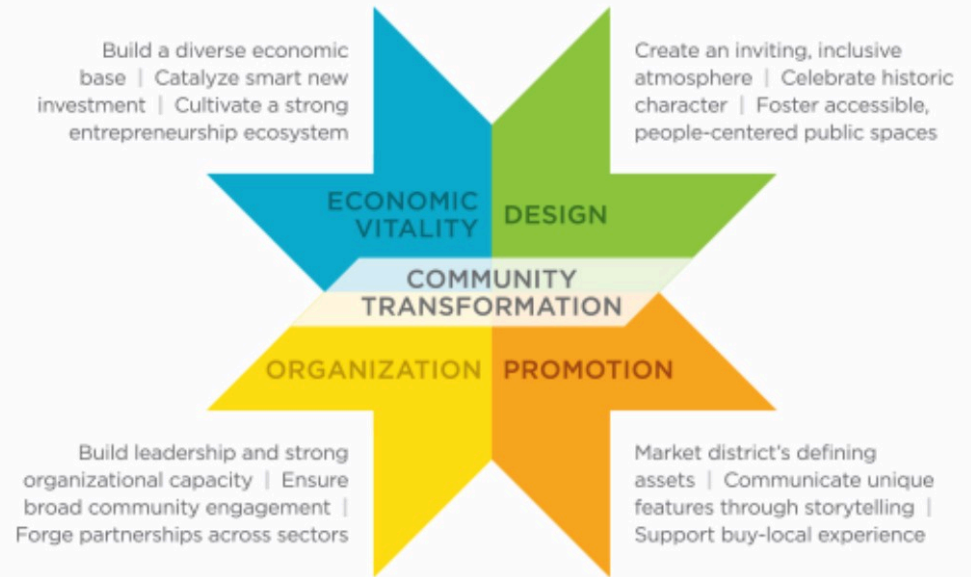 Build a diverse economic
base | Catalyze smart new
investment | Cultivate a strong
entrepreneurship ecosystem
Create an inviting, inclusive
atmosphere | Celebrate historic
character | Foster accessible,
people-centered public spaces
ECONOMIC
VITALITY
DESIGN
COMMUNITY
TRANSFORMATION
ORGANIZATION
PROMOTION
Build leadership and strong
organizational capacity | Ensure
broad community engagement |
Forge partnerships across sectors
Market district's defining
assets | Communicate unique
features through storytelling |
Support buy-local experience